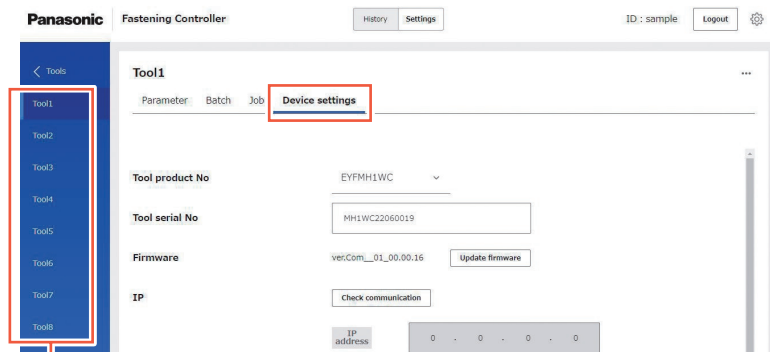 Panasonic Fastening Controller History Settings ID : sample Logout
Tools
Tool1
Tool2
Tool3
Tool4
Tool5
Tool6
Tool7
Tool8
Tool1 ...
Parameter Batch Job Device settings
Tool product No EYFMH1WC
Tool serial No MH1WC22060019
Firmware ver.Com__01_00.00.16 Update firmware
IP Check communication
IP address 0 . 0 . 0 . 0